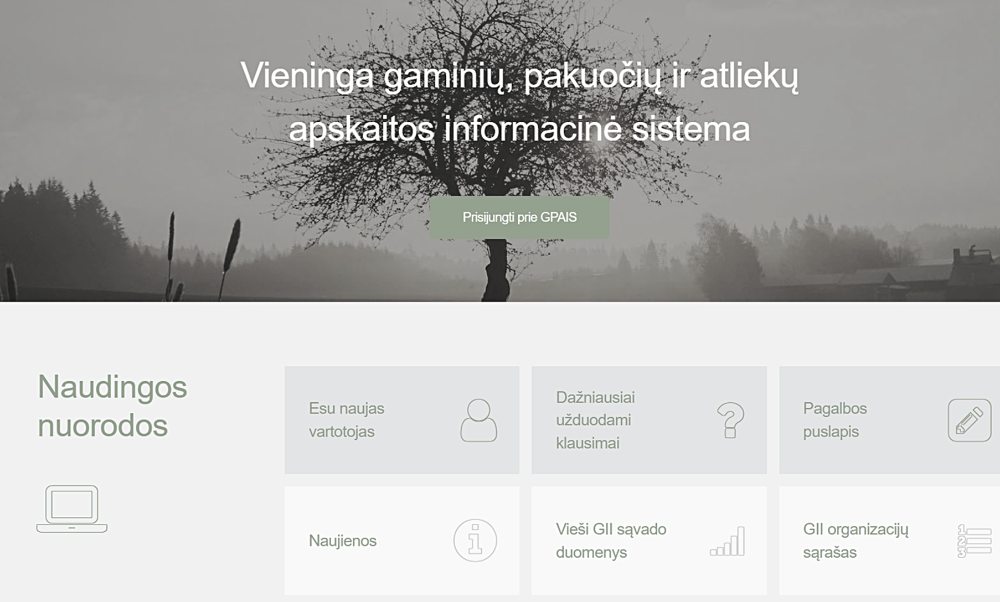 Vieninga gaminių, pakuočių ir atliekų
apskaitos informacinė sistema
Prisijungti prie GPAIS
Naudingos
nuorodos
Esu naujas
vartotojas
Dažniausiai
užduodami
klausimai
Pagalbos
puslapis
Naujienos
Vieši GII sąvado
duomenys
GII organizacijų
sąrašas